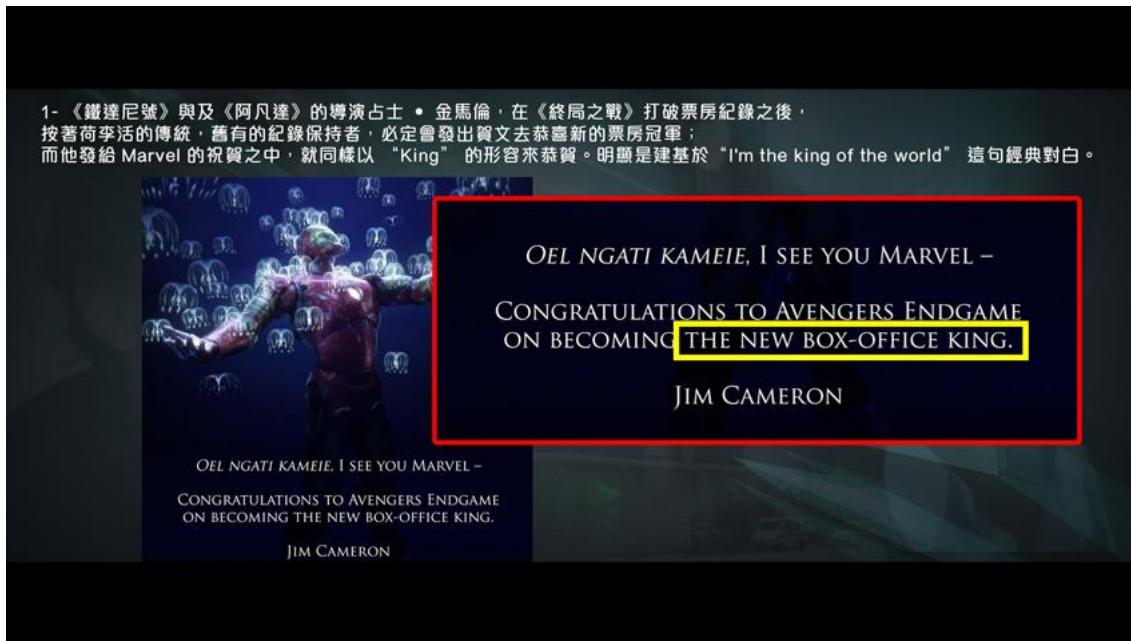 1- 《鐵達尼號》與及《阿凡達》的導演占士 • 金馬倫，在《終局之戰》打破票房紀錄之後，
按著荷李活的傳統，舊有的紀錄保持者，必定會發出賀文去恭喜新的票房冠軍；
而他發給 Marvel 的祝賀之中，就同樣以 “King” 的形容來恭賀。明顯是建基於 “I'm the king of the world” 這句經典對白。
OEL NGATI KAMEIE, I SEE YOU MARVEL –
CONGRATULATIONS TO AVENGERS ENDGAME
ON BECOMING THE NEW BOX-OFFICE KING.
JIM CAMERON
OEL NGATI KAMEIE, I SEE YOU MARVEL –
CONGRATULATIONS TO AVENGERS ENDGAME
ON BECOMING THE NEW BOX-OFFICE KING.
JIM CAMERON